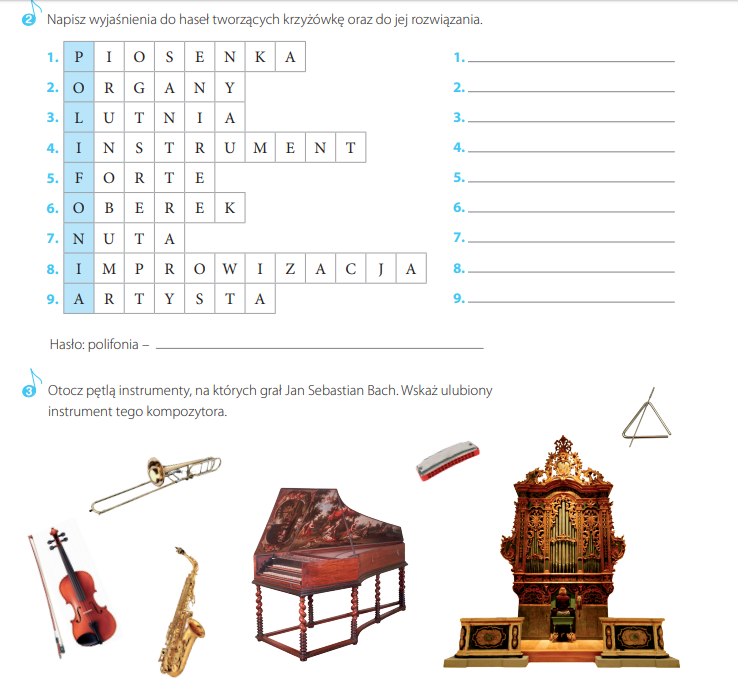 2 Napisz wyjaśnienia do haseł tworzących krzyżówkę oraz do jej rozwiązania.
1. P I O S E N K A 1.
2. O R G A N Y 2.
3. L U T N I A 3.
4. I N S T R U M E N T 4.
5. F O R T E 5.
6. O B E R E K 6.
7. N U T A 7.
8. I M P R O W I Z A C J A 8.
9. A R T Y S T A 9.
Hasło: polifonia –
3 Otocz pętlą instrumenty, na których grał Jan Sebastian Bach. Wskaż ulubiony
instrument tego kompozytora.